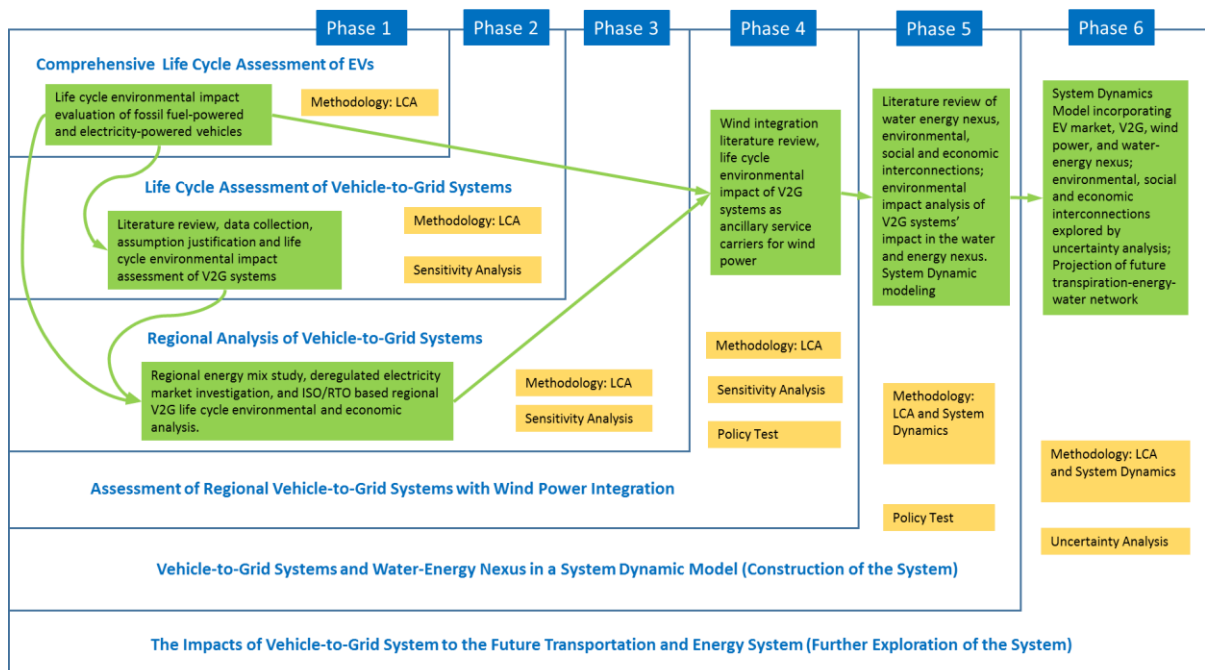 Phase 1
Phase 2
Phase 3
Phase 4
Phase 5
Phase 6
Comprehensive Life Cycle Assessment of EVs
Life cycle environmental impact
evaluation of fossil fuel-powered
and electricity-powered vehicles
Methodology: LCA
Life Cycle Assessment of Vehicle-to-Grid Systems
Literature review, data collection,
assumption justification and life
cycle environmental impact
assessment of V2G systems
Methodology: LCA
Sensitivity Analysis
Regional Analysis of Vehicle-to-Grid Systems
Regional energy mix study, deregulated electricity
market investigation, and ISO/RTO based regional
V2G life cycle environmental and economic
analysis.
Methodology: LCA
Sensitivity Analysis
Wind integration
literature review, life
cycle
environmental
impact of V2G
systems as
ancillary service
carriers for wind
power
Methodology: LCA
Sensitivity Analysis
Policy Test
Assessment of Regional Vehicle-to-Grid Systems with Wind Power Integration
Literature review of
water energy nexus,
environmental,
social and economic
interconnections;
environmental
impact analysis of
V2G systems'
impact in the water
and energy nexus.
System Dynamic
modeling
Methodology:
LCA and System
Dynamics
Policy Test
Vehicle-to-Grid Systems and Water-Energy Nexus in a System Dynamic Model (Construction of the System)
System Dynamics
Model incorporating
EV market, V2G, wind
power, and water-
energy nexus;
environmental, social
and economic
interconnections
explored by
uncertainty analysis;
Projection of future
transpiration-energy-
water network
Methodology: LCA
and System Dynamics
Uncertainty Analysis
The Impacts of Vehicle-to-Grid System to the Future Transportation and Energy System (Further Exploration of the System)